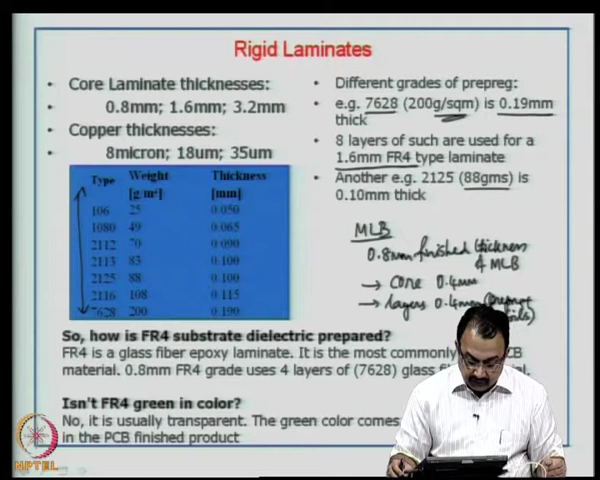 Rigid Laminates
• Core Laminate thicknesses:
• 0.8mm; 1.6mm; 3.2mm
• Copper thicknesses:
• 8micron; 18um; 35um
Type Weight Thickness
[g/m²] [mm]
106 25 0.050
1080 49 0.065
2112 70 0.090
2113 83 0.100
2125 88 0.100
2116 108 0.115
7628 200 0.190
• Different grades of prepreg:
• e.g. 7628 (200g/sqm) is 0.19mm
thick
• 8 layers of such are used for a
1.6mm FR4 type laminate
• Another e.g. 2125 (88gms) is
0.10mm thick
MLB
0.8mm finished thickness
of MLB
→ core 0.4mm
→ layers 0.4mm (prepreg
So, how is FR4 substrate dielectric prepared?
FR4 is a glass fiber epoxy laminate. It is the most commonly
material. 0.8mm FR4 grade uses 4 layers of (7628) glass
Isn't FR4 green in color?
No, it is usually transparent. The green color comes
in the PCB finished product
NPTEL